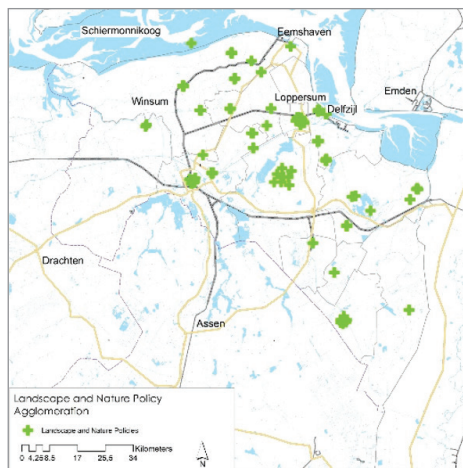 Schiermonnikoog
Eemshaven
Winsum
Loppersum
Delfzijl
Emden
Drachten
Assen
Landscape and Nature Policy
Agglomeration
Landscape and Nature Policies
Kilometers
0 4,25 8.5 17 25,5 34
N